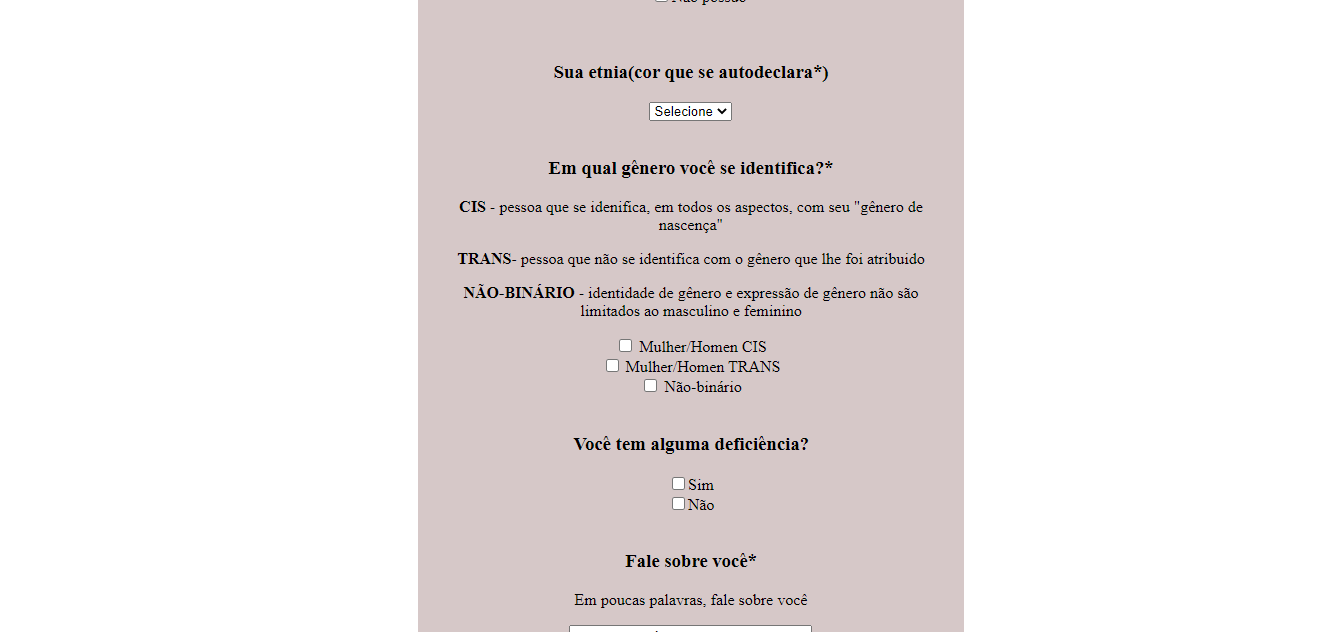 Sua etnia(cor que se autodeclara*)
Selecione
Em qual gênero você se identifica?*
CIS - pessoa que se idenifica, em todos os aspectos, com seu "gênero de
nascença"
TRANS- pessoa que não se identifica com o gênero que lhe foi atribuido
NÃO-BINÁRIO - identidade de gênero e expressão de gênero não são
limitados ao masculino e feminino
Mulher/Homen CIS
Mulher/Homen TRANS
Não-binário
Você tem alguma deficiência?
Sim
Não
Fale sobre você*
Em poucas palavras, fale sobre você